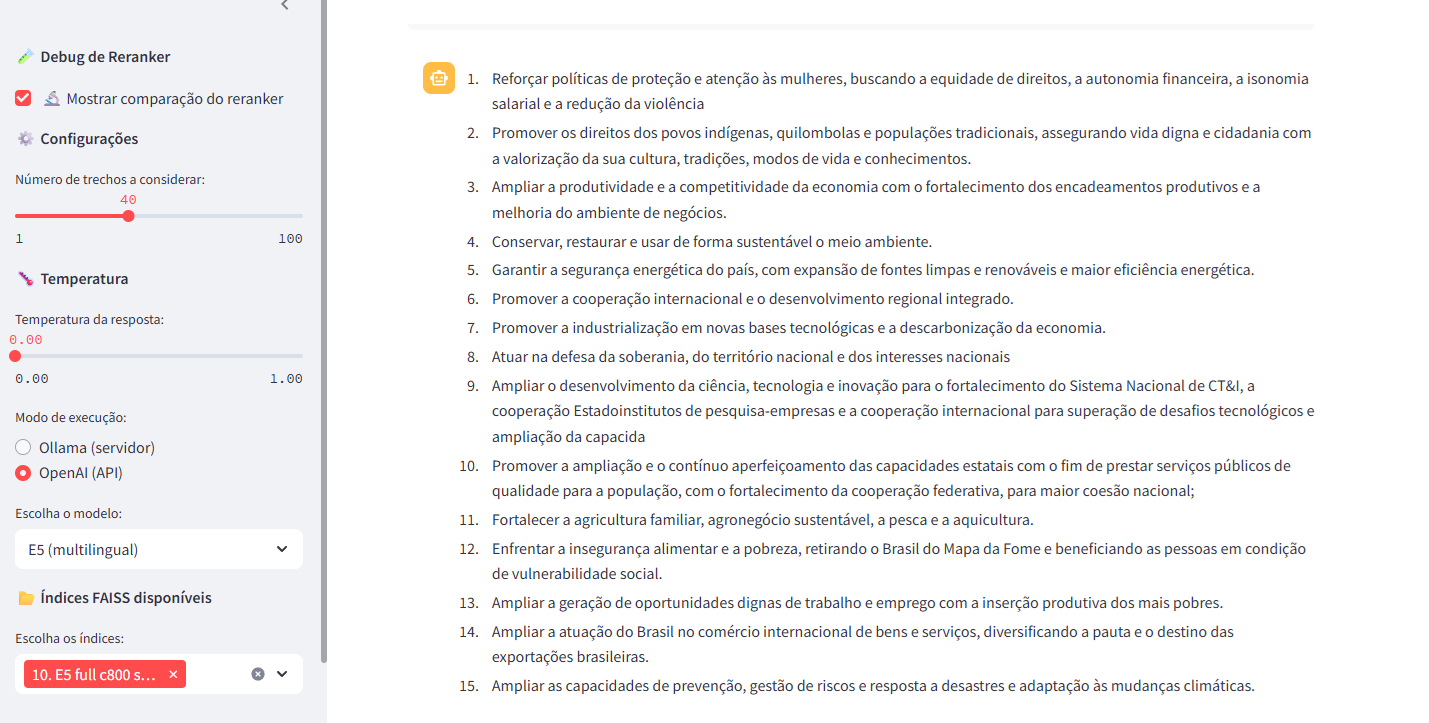 Debug de Reranker
Mostrar comparação do reranker
Configurações
Número de trechos a considerar:
40
1
100
Temperatura
Temperatura da resposta:
0.00
0.00
1.00
Modo de execução:
Ollama (servidor)
OpenAI (API)
Escolha o modelo:
E5 (multilingual)
Índices FAISS disponíveis
Escolha os índices:
10. E5 full c800 s...
1. Reforçar políticas de proteção e atenção às mulheres, buscando a equidade de direitos, a autonomia financeira, a isonomia
salarial e a redução da violência
2. Promover os direitos dos povos indígenas, quilombolas e populações tradicionais, assegurando vida digna e cidadania com
a valorização da sua cultura, tradições, modos de vida e conhecimentos.
3. Ampliar a produtividade e a competitividade da economia com o fortalecimento dos encadeamentos produtivos e a
melhoria do ambiente de negócios.
4. Conservar, restaurar e usar de forma sustentável o meio ambiente.
5. Garantir a segurança energética do país, com expansão de fontes limpas e renováveis e maior eficiência energética.
6. Promover a cooperação internacional e o desenvolvimento regional integrado.
7. Promover a industrialização em novas bases tecnológicas e a descarbonização da economia.
8. Atuar na defesa da soberania, do território nacional e dos interesses nacionais
9. Ampliar o desenvolvimento da ciência, tecnologia e inovação para o fortalecimento do Sistema Nacional de CT&I, a
cooperação Estadoinstitutos de pesquisa-empresas e a cooperação internacional para superação de desafios tecnológicos e
ampliação da capacida
10. Promover a ampliação e o contínuo aperfeiçoamento das capacidades estatais com o fim de prestar serviços públicos de
qualidade para a população, com o fortalecimento da cooperação federativa, para maior coesão nacional;
11. Fortalecer a agricultura familiar, agronegócio sustentável, a pesca e a aquicultura.
12. Enfrentar a insegurança alimentar e a pobreza, retirando o Brasil do Mapa da Fome e beneficiando as pessoas em condição
de vulnerabilidade social.
13. Ampliar a geração de oportunidades dignas de trabalho e emprego com a inserção produtiva dos mais pobres.
14. Ampliar a atuação do Brasil no comércio internacional de bens e serviços, diversificando a pauta e o destino das
exportações brasileiras.
15. Ampliar as capacidades de prevenção, gestão de riscos e resposta a desastres e adaptação às mudanças climáticas.